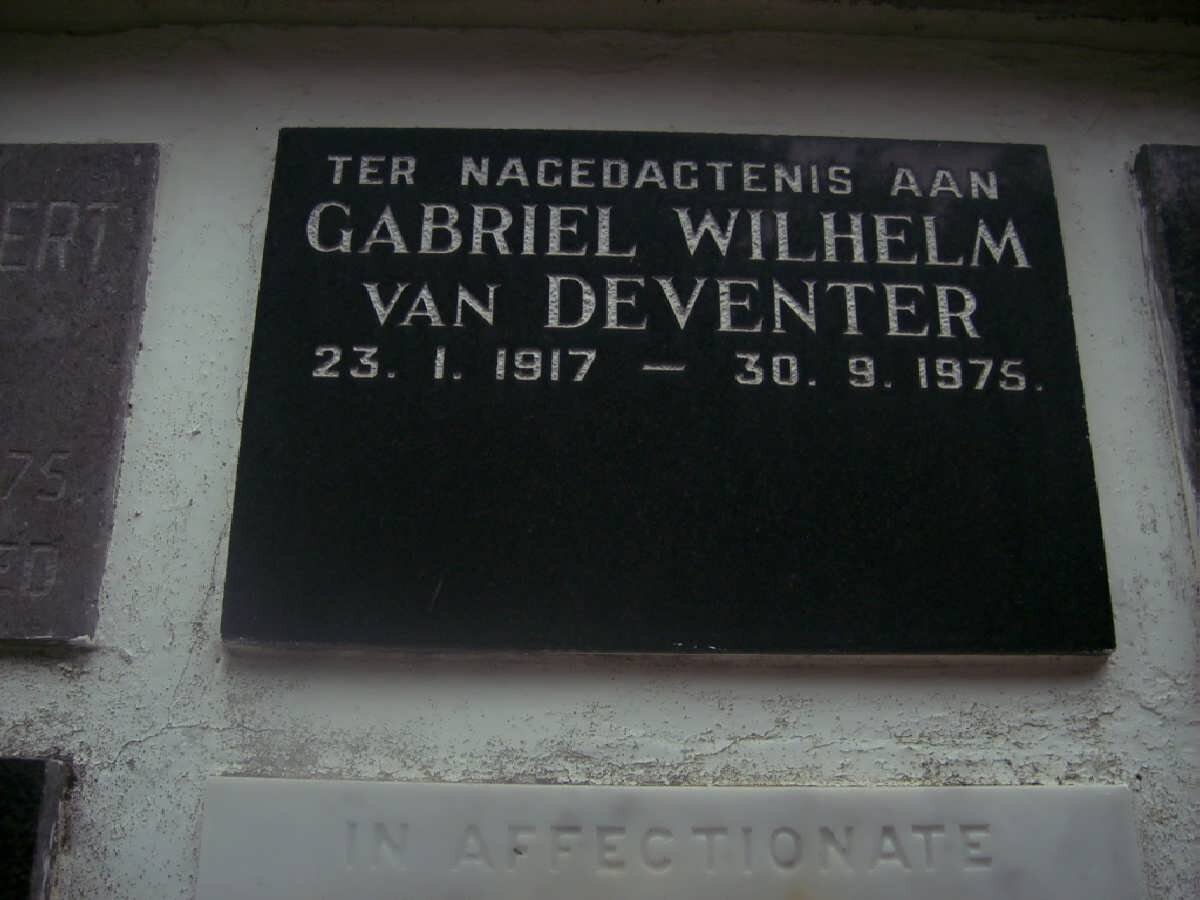 TER NAGEDACTENIS AAN
GABRIEL WILHELM
VAN DEVENTER
23. 1. 1917 — 30. 9. 1975.
IN AFFECTIONATE